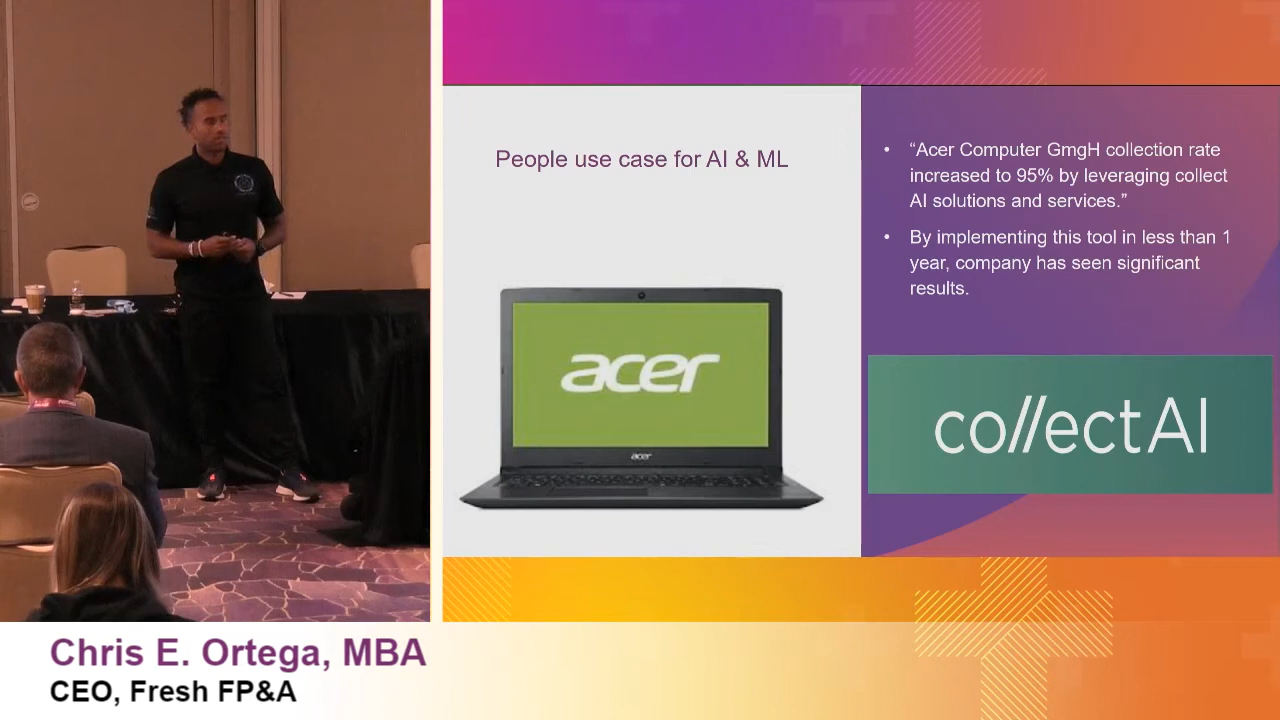 People use case for AI & ML
acer
acer
• “Acer Computer GmgH collection rate
increased to 95% by leveraging collect
AI solutions and services.”
• By implementing this tool in less than 1
year, company has seen significant
results.
collectAI
Chris E. Ortega, MBA
CEO, Fresh FP&A